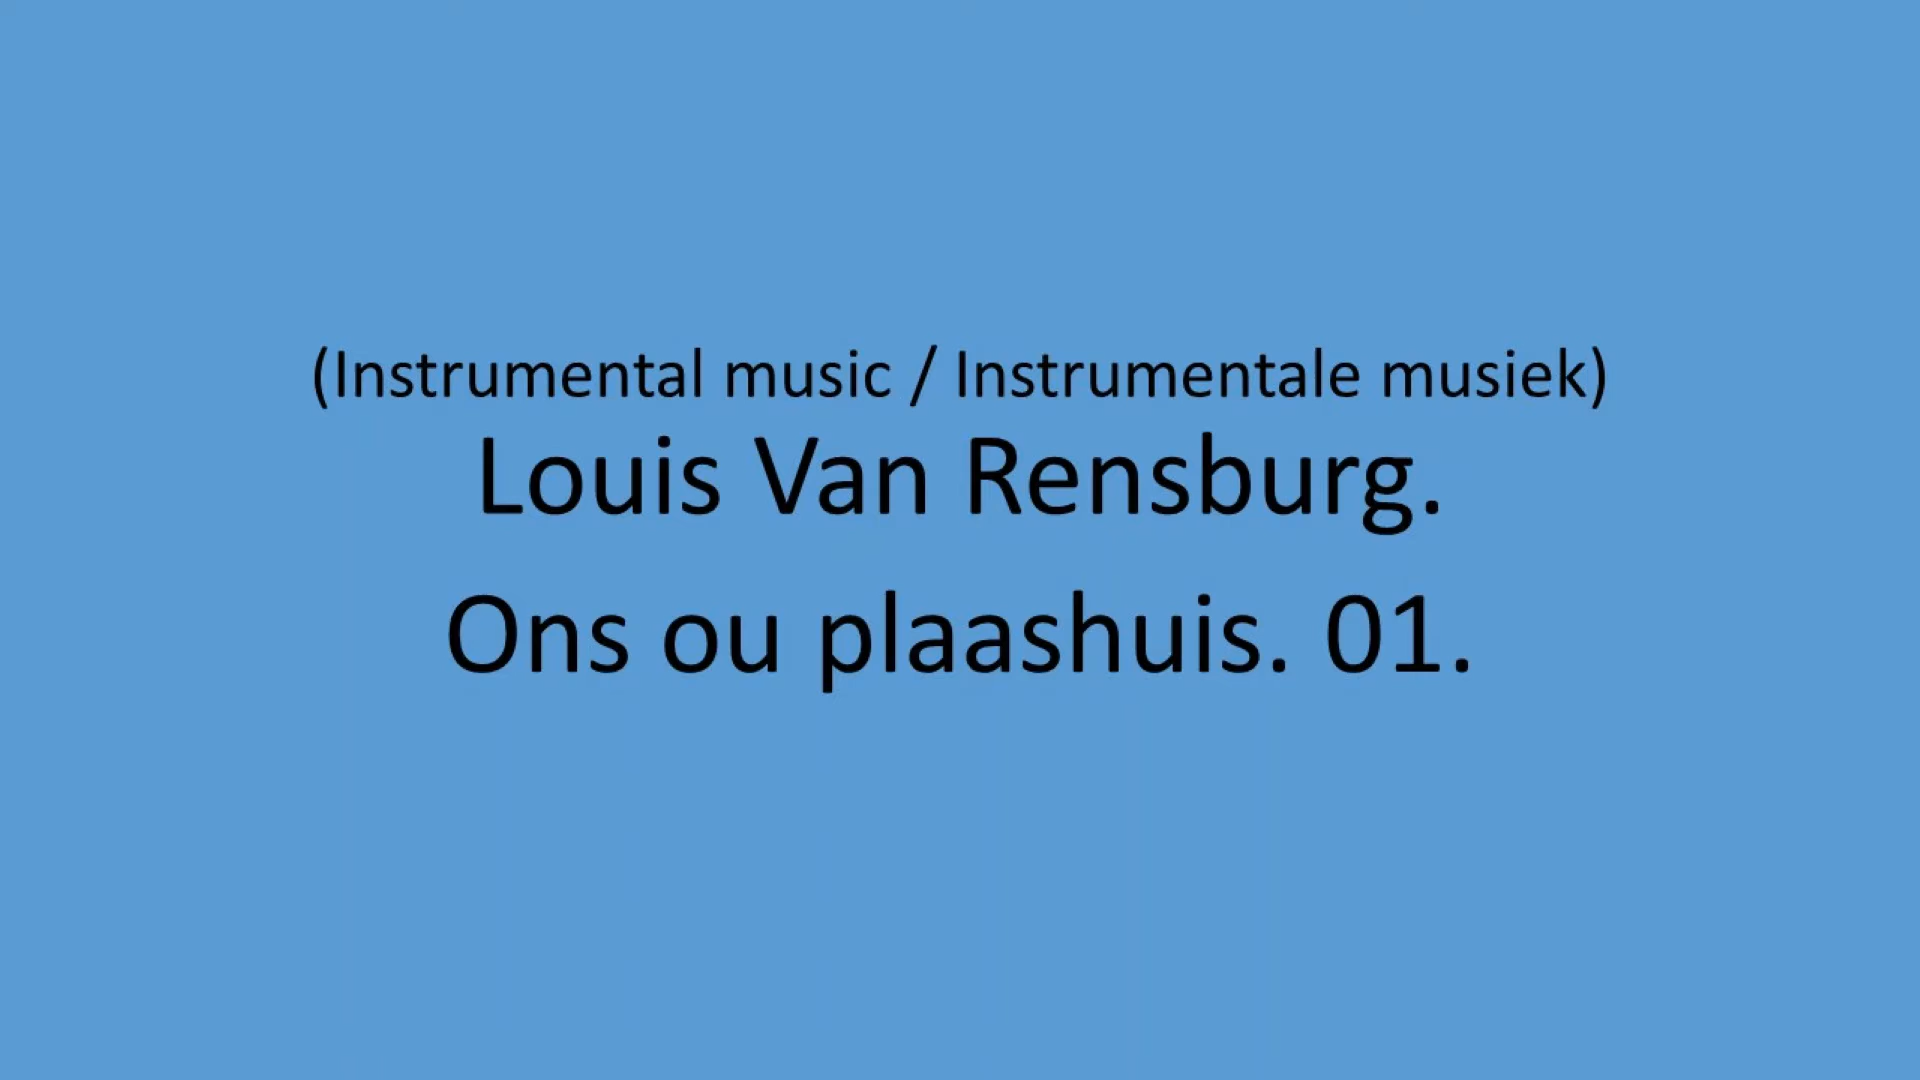 (Instrumental music / Instrumentale musiek)
Louis Van Rensburg.
Ons ou plaashuis. 01.